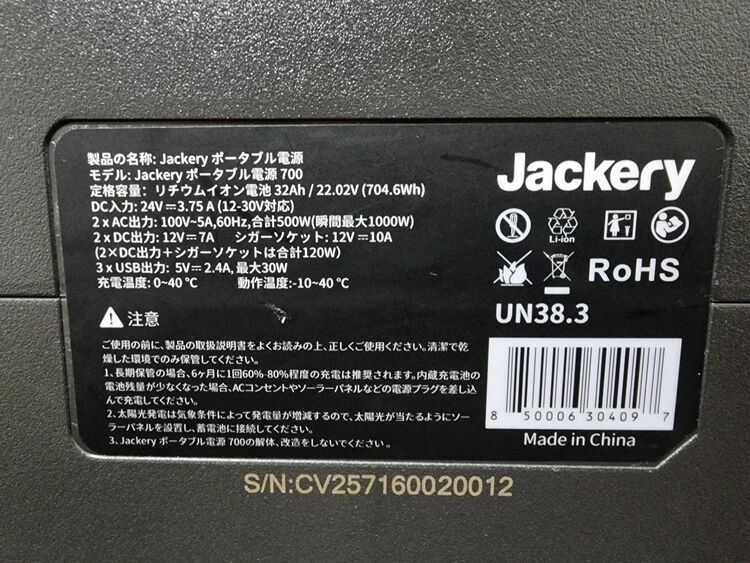 製品の名称: Jackery ポータブル電源
モデル: Jackery ポータブル電源 700
定格容量: リチウムイオン電池 32Ah / 22.02V (704.6Wh)
DC入力: 24V⎓3.75 A (12-30V対応)
2 x AC出力: 100V~5A,60Hz,合計500W(瞬間最大1000W)
2 x DC出力: 12V⎓7A シガーソケット: 12V⎓10A
(2×DC出力+シガーソケットは合計120W)
3 x USB出力: 5V⎓2.4A, 最大30W
充電温度: 0~40 ℃ 動作温度:-10~40 ℃
注意
ご使用の前に、製品の取扱説明書をよくお読みの上、正しくご使用ください。清潔で乾
燥した環境でのみ保管してください。
1、長期保管の場合、6ヶ月に1回60%-80%程度の充電は推奨されます。内蔵充電池の
電池残量が少なくなった場合、ACコンセントやソーラーパネルなどの電源プラグを差し込
んで充電してください。
2、太陽光発電は気象条件によって発電量が増減するので、太陽光が当たるようにソー
ラーパネルを設置し、蓄電池に接続してください。
3、Jackery ポータブル電源 700の解体、改造をしないでください。
Jackery
Li-ion
RoHS
UN38.3
8 50006 30409 7
Made in China
S/N:CV257160020012